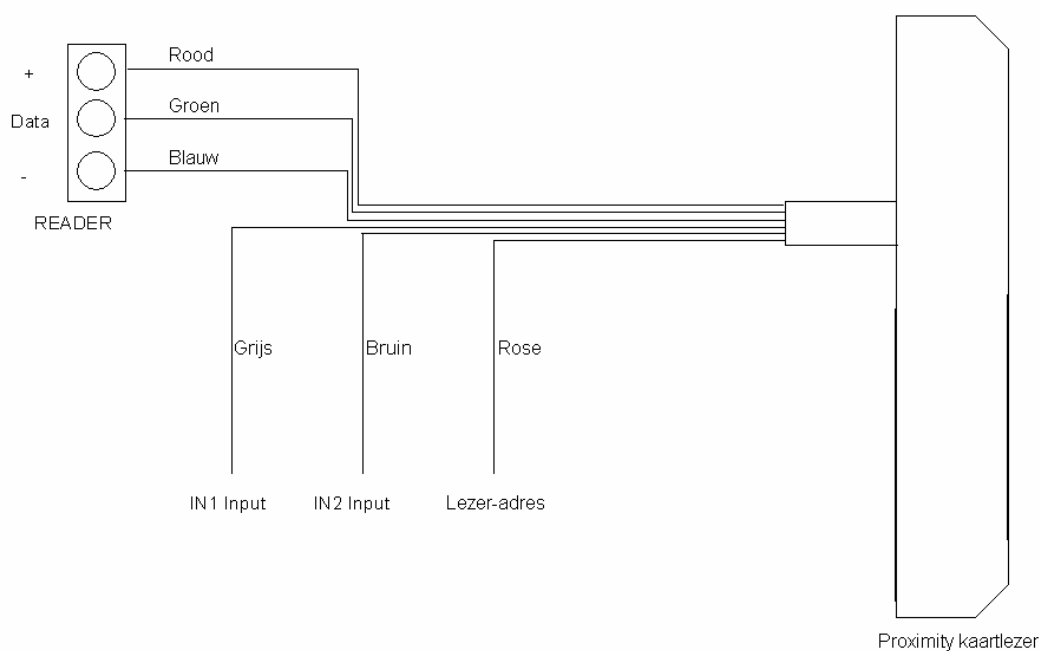 Rood
+
Groen
Data
Blauw
-
READER
Grijs
Bruin
Rose
IN1 Input
IN2 Input
Lezer-adres
Proximity kaartlezer